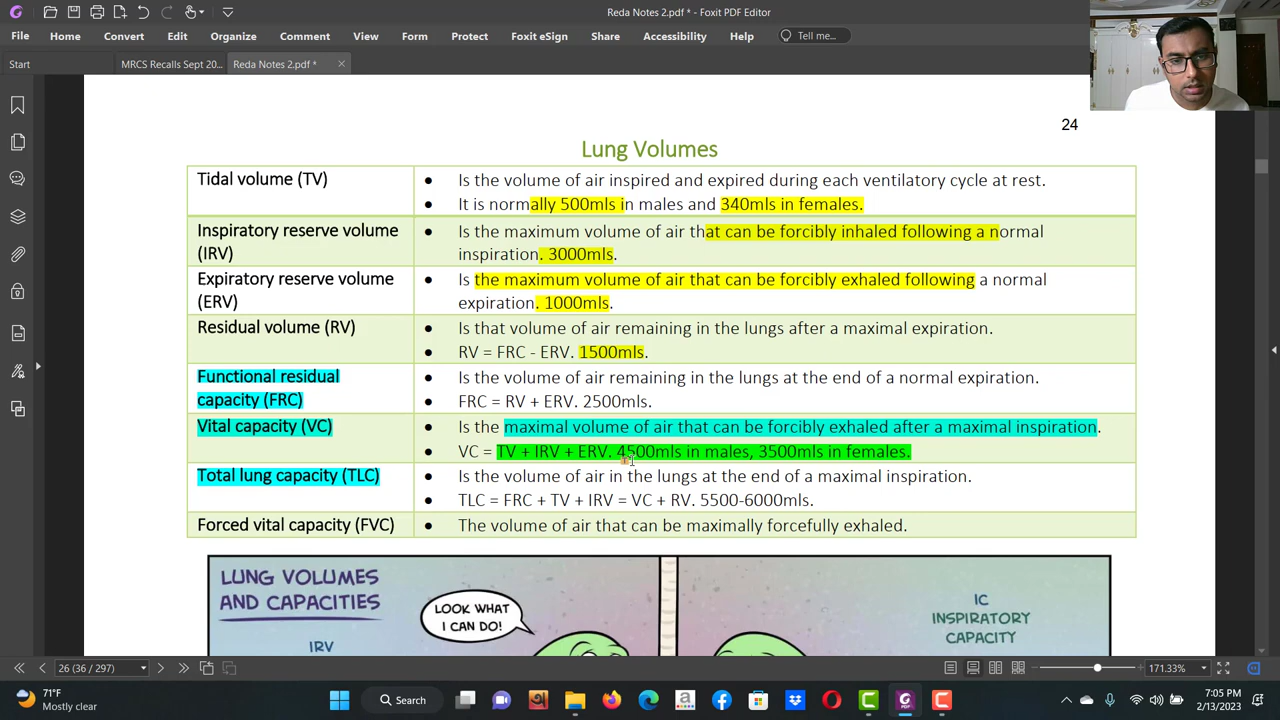 Reda Notes 2.pdf * - Foxit PDF Editor
File Home Convert Edit Organize Comment View Form Protect Foxit eSign Share Accessibility Help Tell me...
Start MRCS Recalls Sept 20... Reda Notes 2.pdf *
24
Lung Volumes
Tidal volume (TV)
• Is the volume of air inspired and expired during each ventilatory cycle at rest.
• It is normally 500mls in males and 340mls in females.
Inspiratory reserve volume
(IRV)
• Is the maximum volume of air that can be forcibly inhaled following a normal
inspiration. 3000mls.
Expiratory reserve volume
(ERV)
• Is the maximum volume of air that can be forcibly exhaled following a normal
expiration. 1000mls.
Residual volume (RV)
• Is that volume of air remaining in the lungs after a maximal expiration.
• RV = FRC - ERV. 1500mls.
Functional residual
capacity (FRC)
• Is the volume of air remaining in the lungs at the end of a normal expiration.
• FRC = RV + ERV. 2500mls.
Vital capacity (VC)
• Is the maximal volume of air that can be forcibly exhaled after a maximal inspiration.
• VC = TV + IRV + ERV. 4500mls in males, 3500mls in females.
Total lung capacity (TLC)
• Is the volume of air in the lungs at the end of a maximal inspiration.
• TLC = FRC + TV + IRV = VC + RV. 5500-6000mls.
Forced vital capacity (FVC)
• The volume of air that can be maximally forcefully exhaled.
LUNG VOLUMES
AND CAPACITIES
IRV
LOOK WHAT
I CAN DO!
IC
INSPIRATORY
CAPACITY
26 (36 / 297)
171.33%
71°F
Mostly clear
Search
7:05 PM
2/13/2023